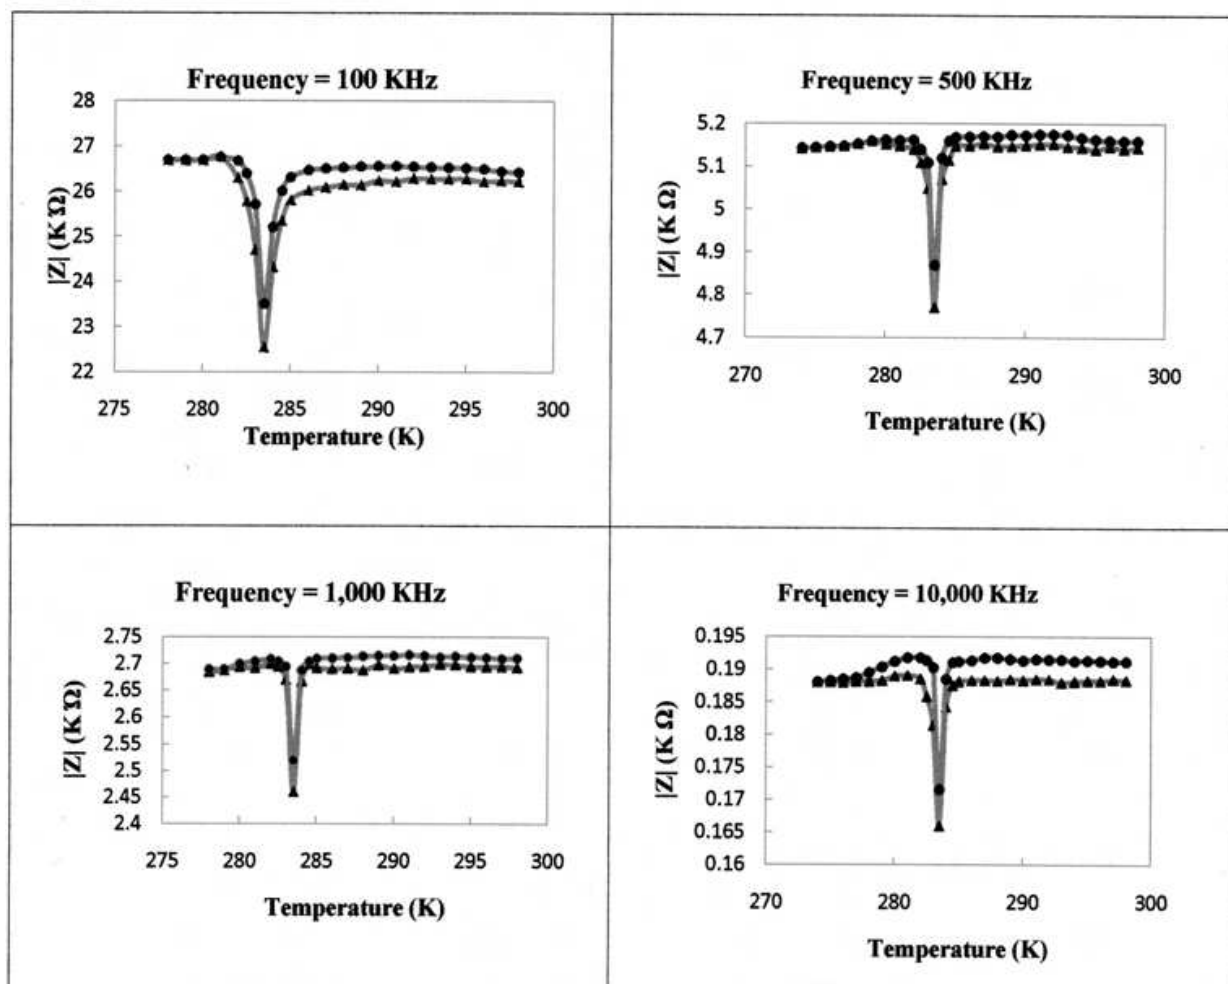 Frequency = 100 KHz
28
27
26
25
24
23
22
|Z| (K Ω)
275 280 285 290 295 300
Temperature (K)
Frequency = 500 KHz
5.2
5.1
5
4.9
4.8
4.7
|Z| (K Ω)
270 280 290 300
Temperature (K)
Frequency = 1,000 KHz
2.75
2.7
2.65
2.6
2.55
2.5
2.45
2.4
|Z| (K Ω)
275 280 285 290 295 300
Temperature (K)
Frequency = 10,000 KHz
0.195
0.19
0.185
0.18
0.175
0.17
0.165
0.16
|Z| (K Ω)
270 280 290 300
Temperature (K)